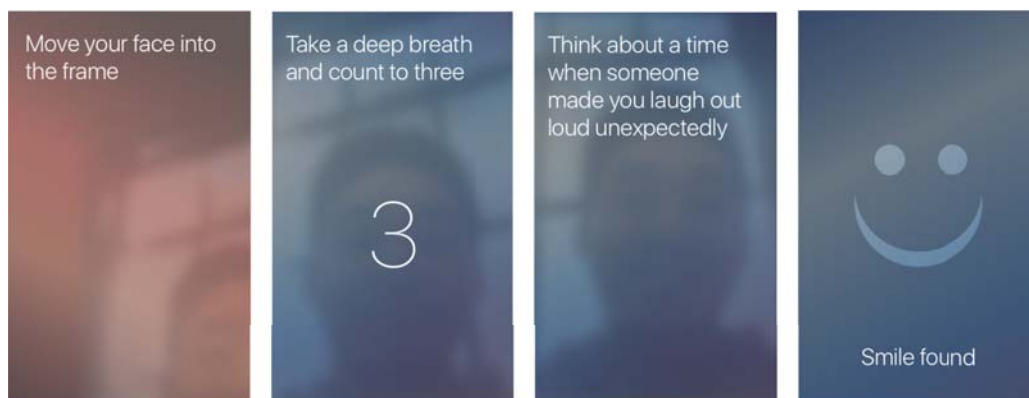 Move your face into
the frame
Take a deep breath
and count to three
3
Think about a time
when someone
made you laugh out
loud unexpectedly
Smile found